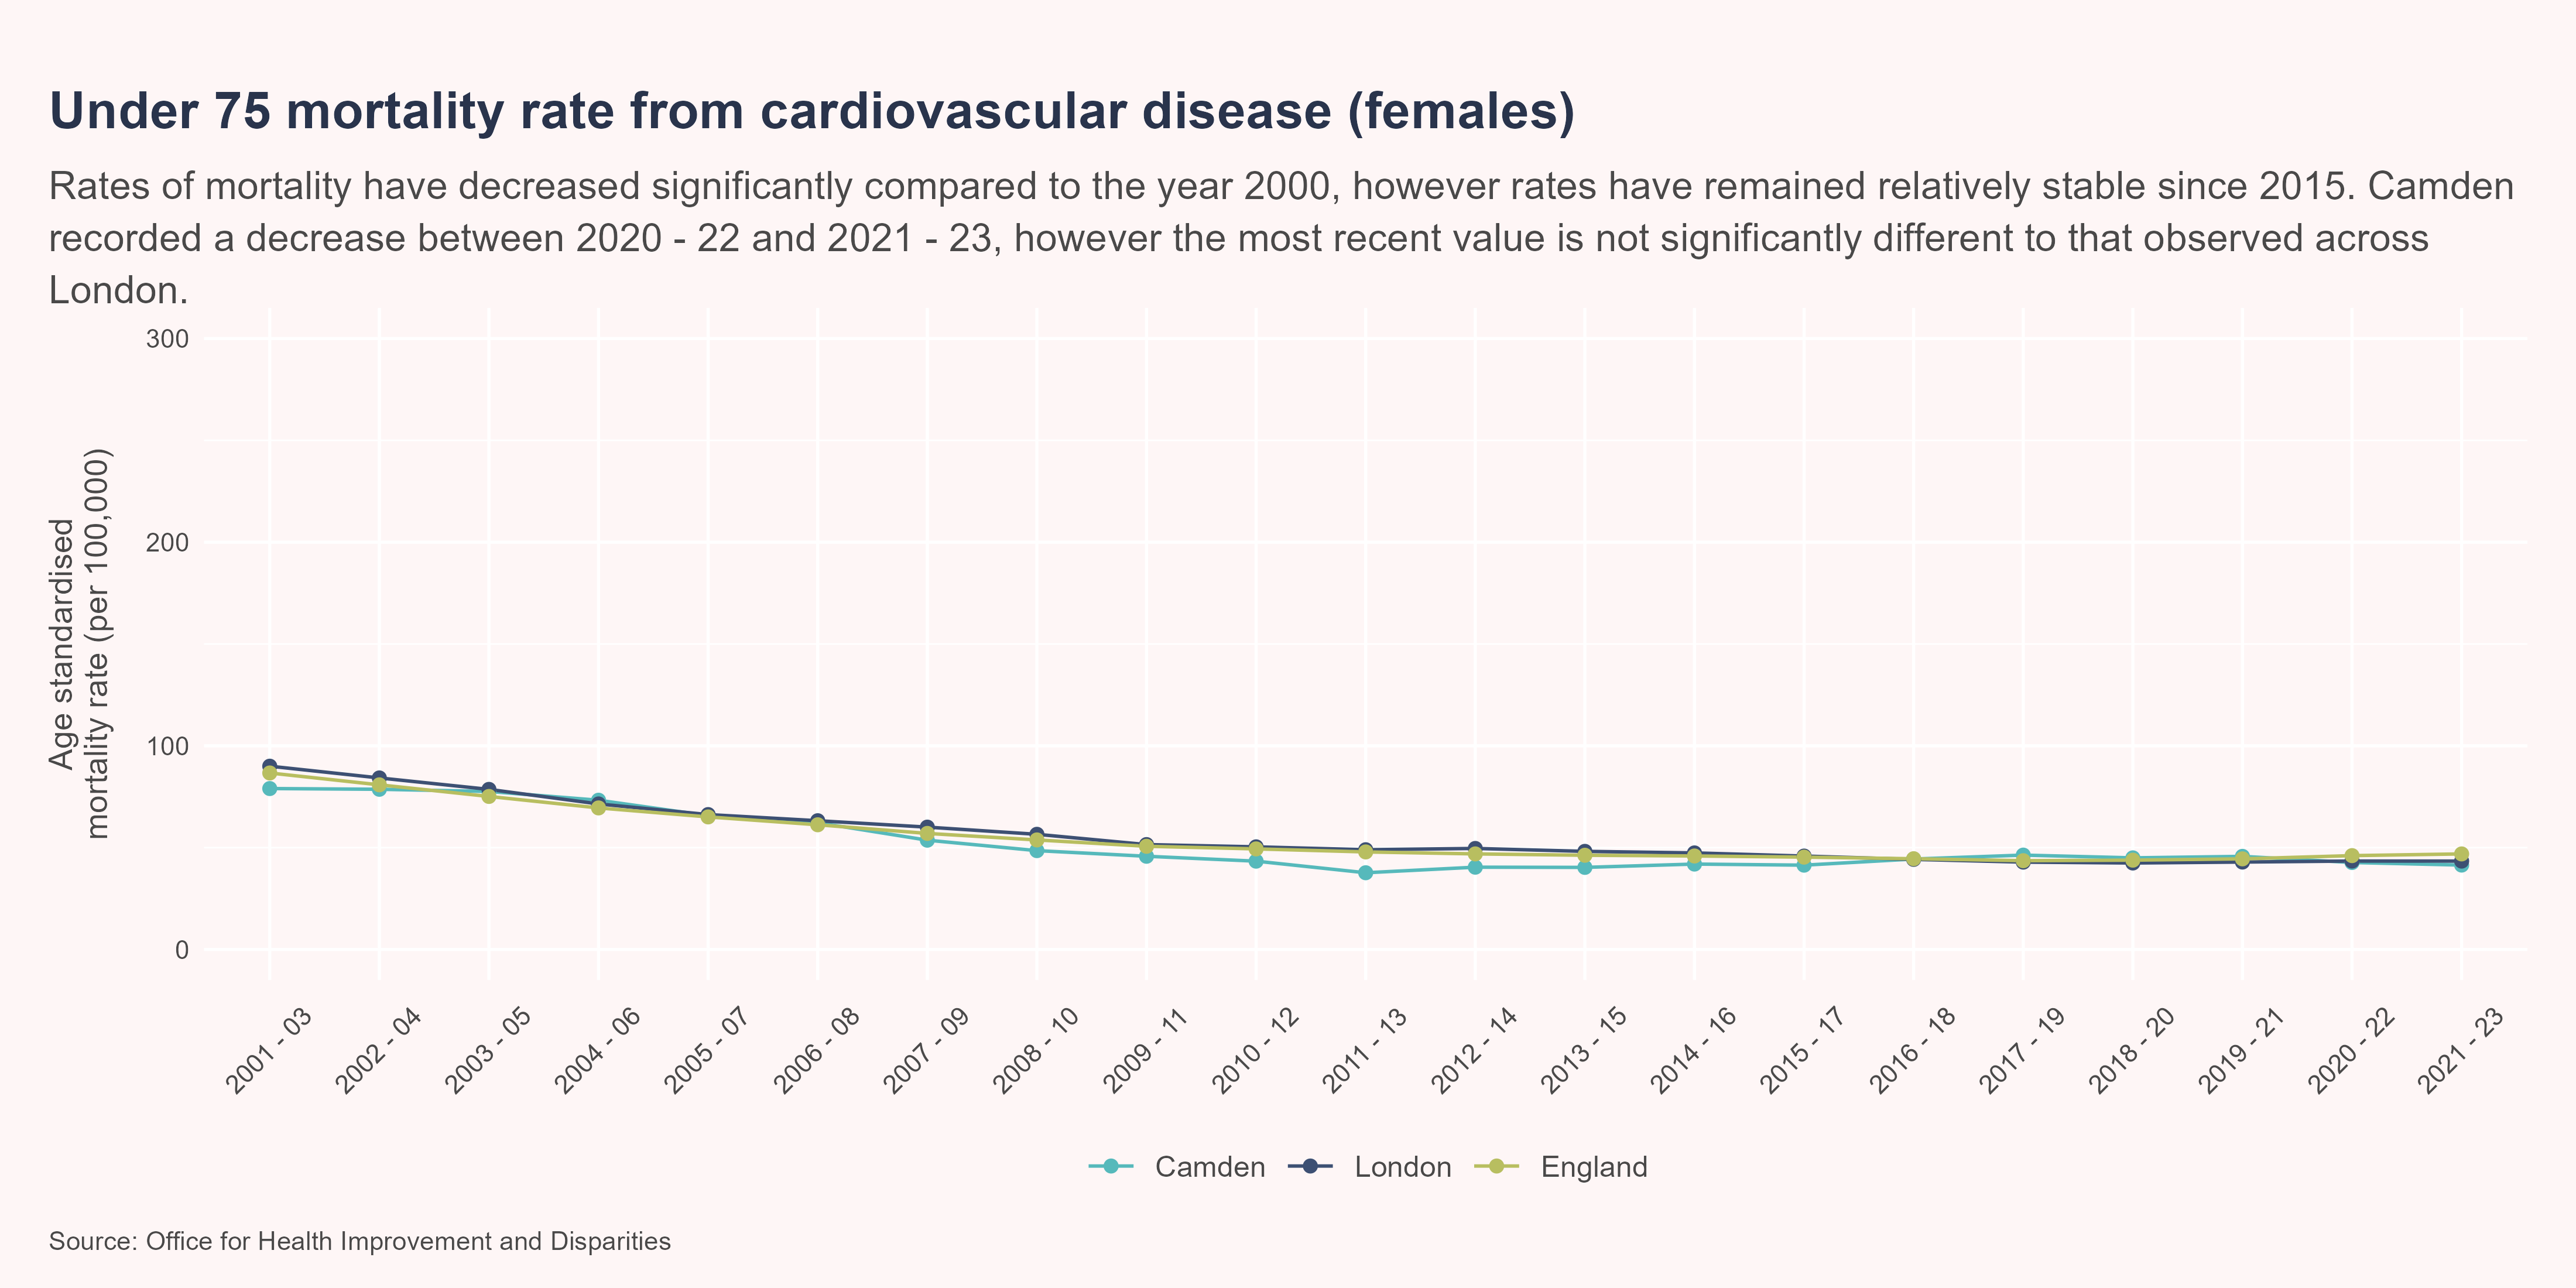 Under 75 mortality rate from cardiovascular disease (females)
Rates of mortality have decreased significantly compared to the year 2000, however rates have remained relatively stable since 2015. Camden
recorded a decrease between 2020 - 22 and 2021 - 23, however the most recent value is not significantly different to that observed across
London.
Age standardised
mortality rate (per 100,000)
300
200
100
0
2001 - 03
2002 - 04
2003 - 05
2004 - 06
2005 - 07
2006 - 08
2007 - 09
2008 - 10
2009 - 11
2010 - 12
2011 - 13
2012 - 14
2013 - 15
2014 - 16
2015 - 17
2016 - 18
2017 - 19
2018 - 20
2019 - 21
2020 - 22
2021 - 23
Camden London England
Source: Office for Health Improvement and Disparities